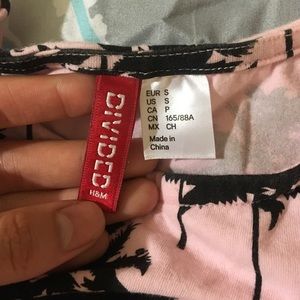 DIVIDED
H&M
EUR S
US S
CA P
CN 165/88A
MX CH
Made in
China